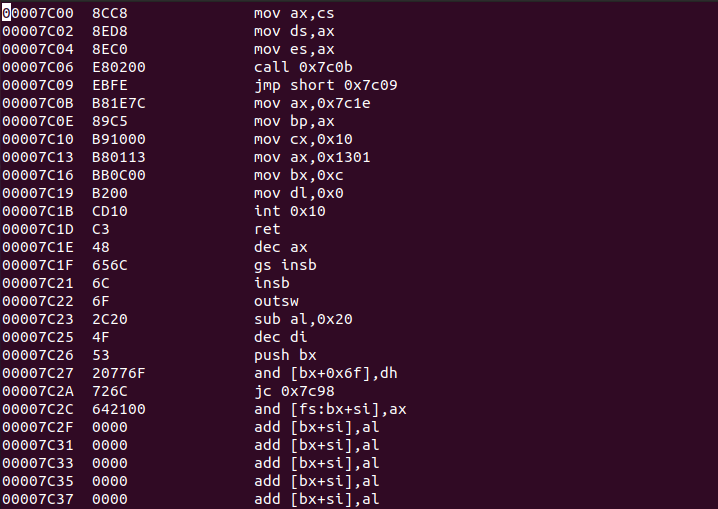 00007C00  8CC8              mov ax,cs
00007C02  8ED8              mov ds,ax
00007C04  8EC0              mov es,ax
00007C06  E80200            call 0x7c0b
00007C09  EBFE              jmp short 0x7c09
00007C0B  B81E7C            mov ax,0x7c1e
00007C0E  89C5              mov bp,ax
00007C10  B91000            mov cx,0x10
00007C13  B80113            mov ax,0x1301
00007C16  BB0C00            mov bx,0xc
00007C19  B200              mov dl,0x0
00007C1B  CD10              int 0x10
00007C1D  C3                ret
00007C1E  48                dec ax
00007C1F  656C              gs insb
00007C21  6C                insb
00007C22  6F                outsw
00007C23  2C20              sub al,0x20
00007C25  4F                dec di
00007C26  53                push bx
00007C27  20776F            and [bx+0x6f],dh
00007C2A  726C              jc 0x7c98
00007C2C  642100            and [fs:bx+si],ax
00007C2F  0000              add [bx+si],al
00007C31  0000              add [bx+si],al
00007C33  0000              add [bx+si],al
00007C35  0000              add [bx+si],al
00007C37  0000              add [bx+si],al